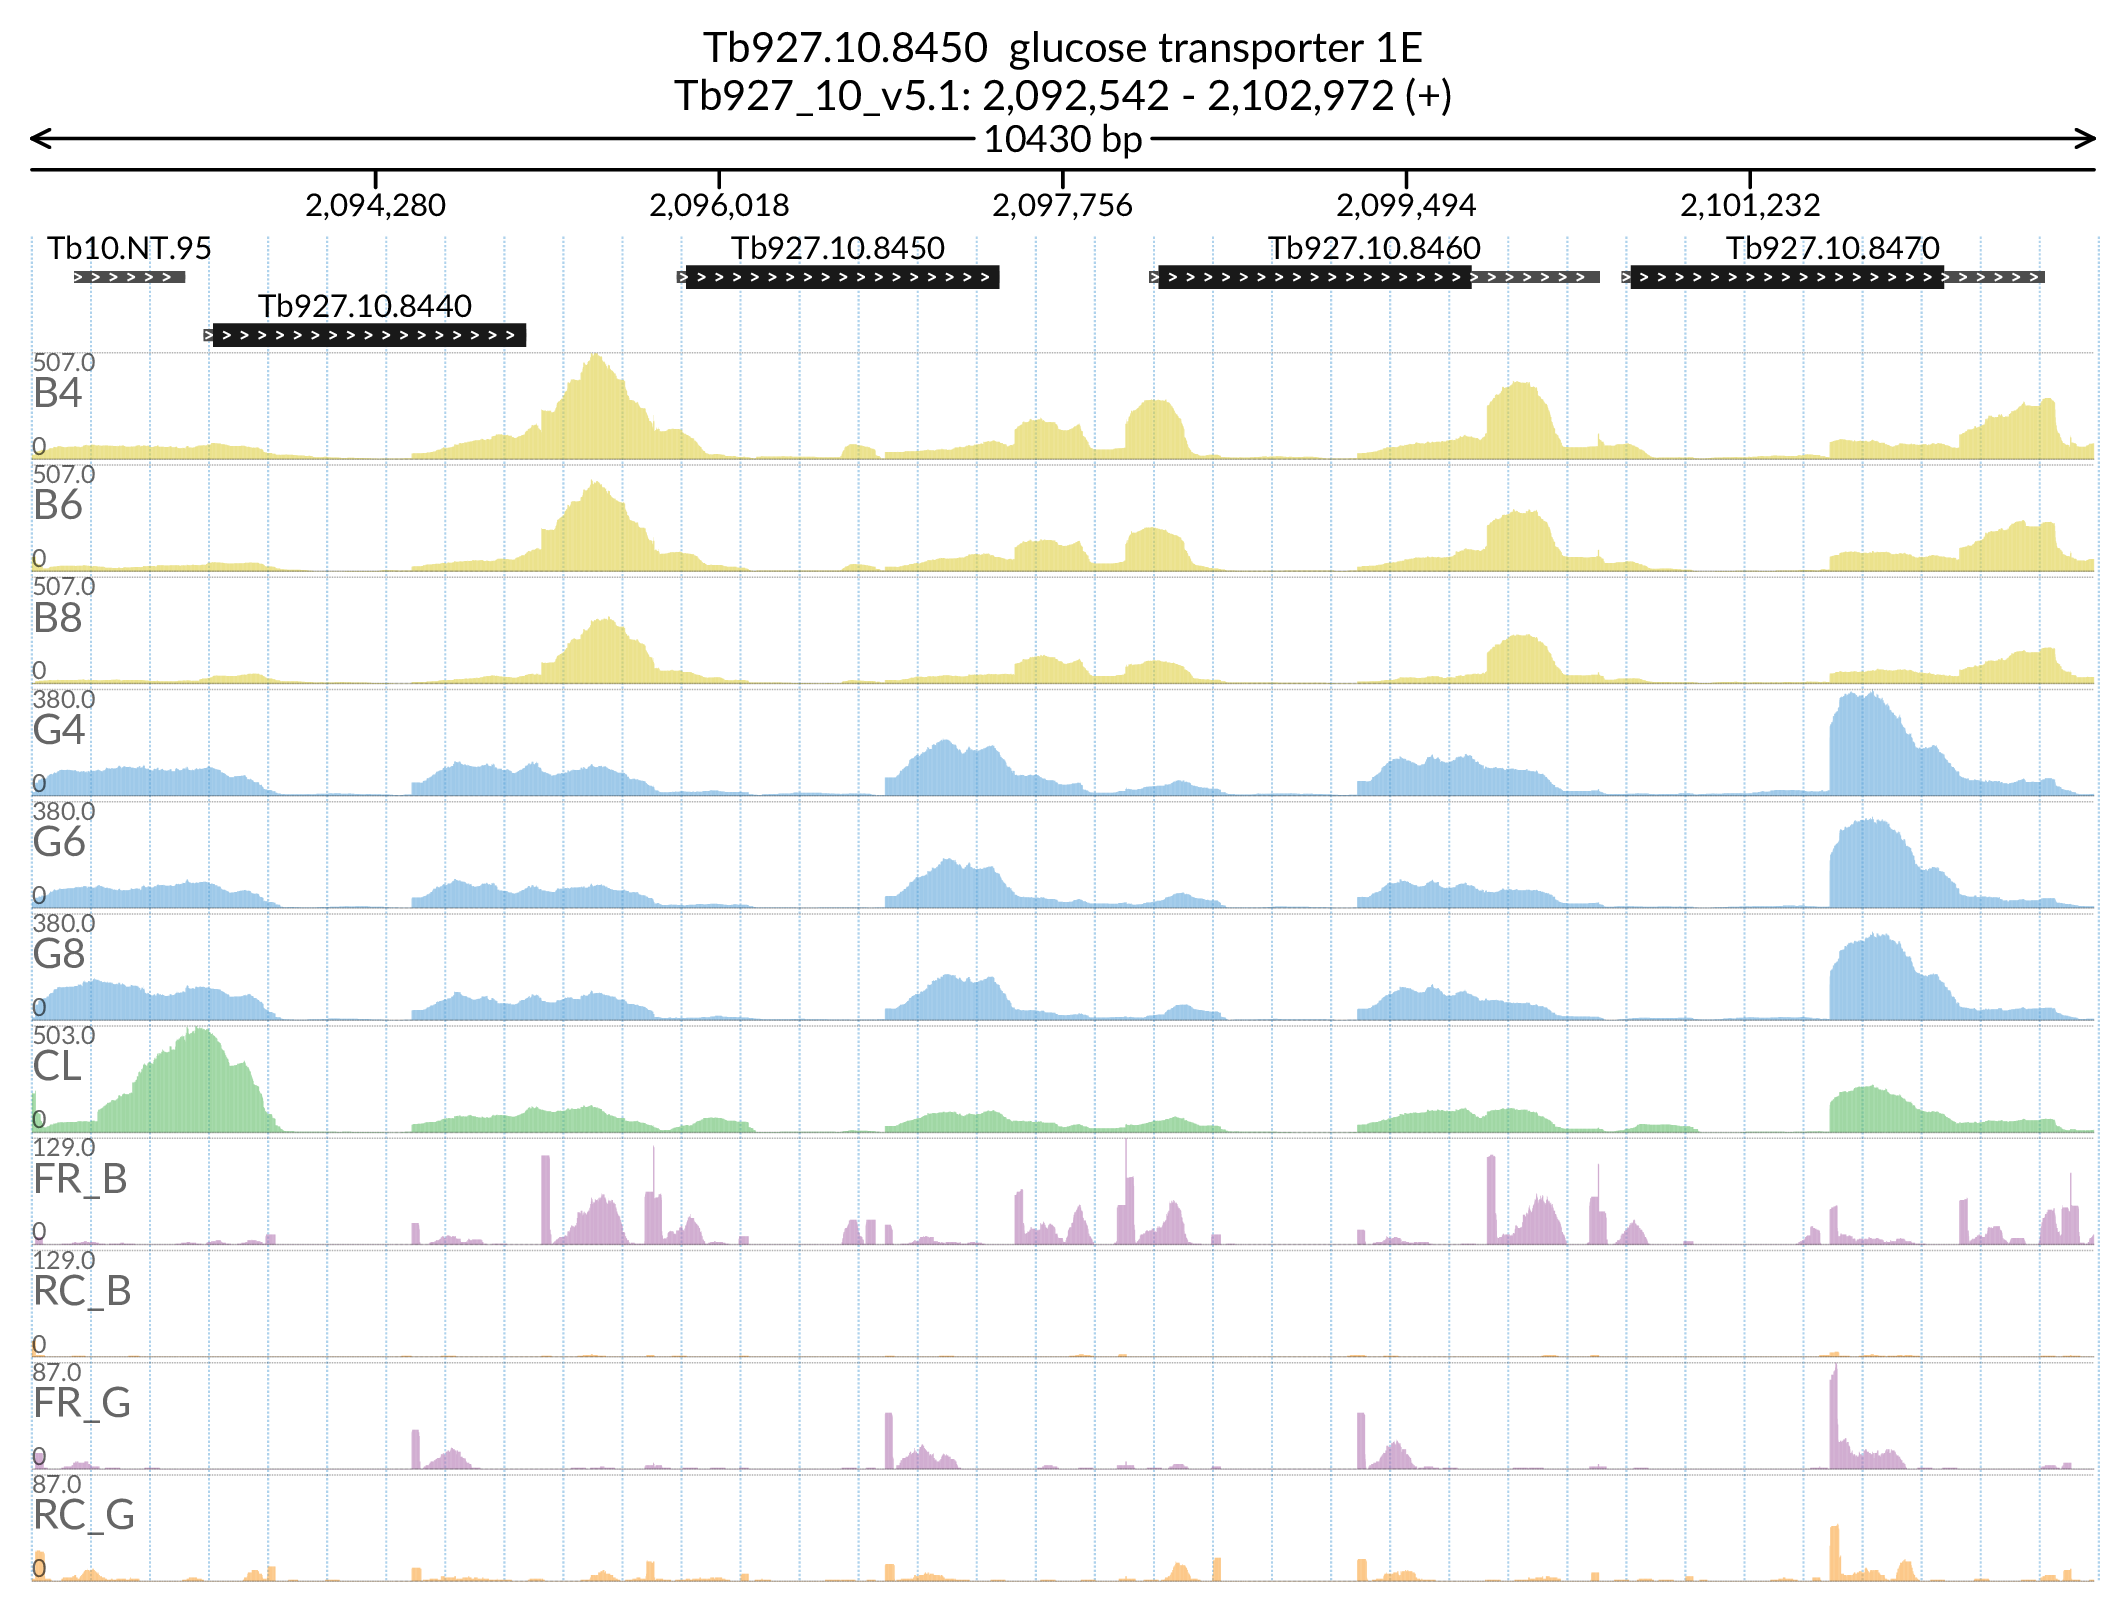 Tb927.10.8450 glucose transporter 1E
Tb927_10_v5.1: 2,092,542 - 2,102,972 (+)
10430 bp
2,094,280 2,096,018 2,097,756 2,099,494 2,101,232
Tb10.NT.95 Tb927.10.8450 Tb927.10.8460 Tb927.10.8470
Tb927.10.8440
507.0
B4
0
507.0
B6
0
507.0
B8
0
380.0
G4
0
380.0
G6
0
380.0
G8
0
503.0
CL
0
129.0
FR_B
0
129.0
RC_B
0
87.0
FR_G
0
87.0
RC_G
0